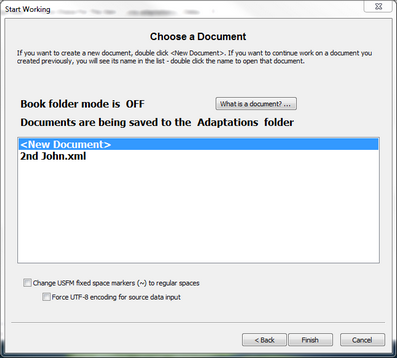 Start Working
Choose a Document
If you want to create a new document, double click <New Document>. If you want to continue work on a document you
created previously, you will see its name in the list - double click the name to open that document.
Book folder mode is OFF
What is a document? ...
Documents are being saved to the Adaptations folder
<New Document>
2nd John.xml
Change USFM fixed space markers (~) to regular spaces
Force UTF-8 encoding for source data input
< Back
Finish
Cancel